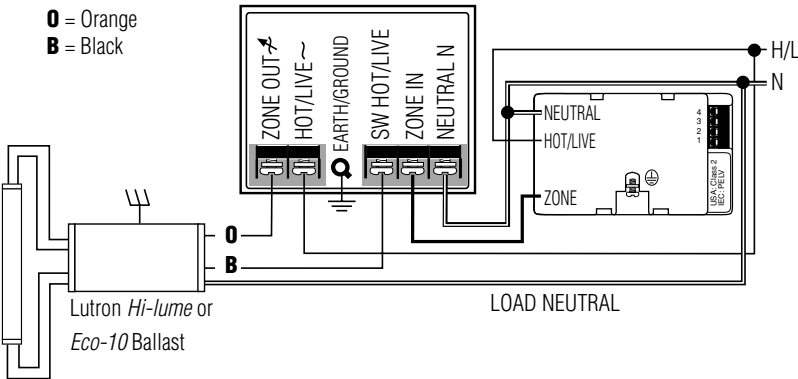 O = Orange
B = Black
ZONE OUT
HOT/LIVE ~
EARTH/GROUND
SW HOT/LIVE
ZONE IN
NEUTRAL N
H/L
N
NEUTRAL
HOT/LIVE
ZONE
4
3
2
1
USA: Class 2
IEC: PELV
O
B
LOAD NEUTRAL
Lutron Hi-lume or
Eco-10 Ballast